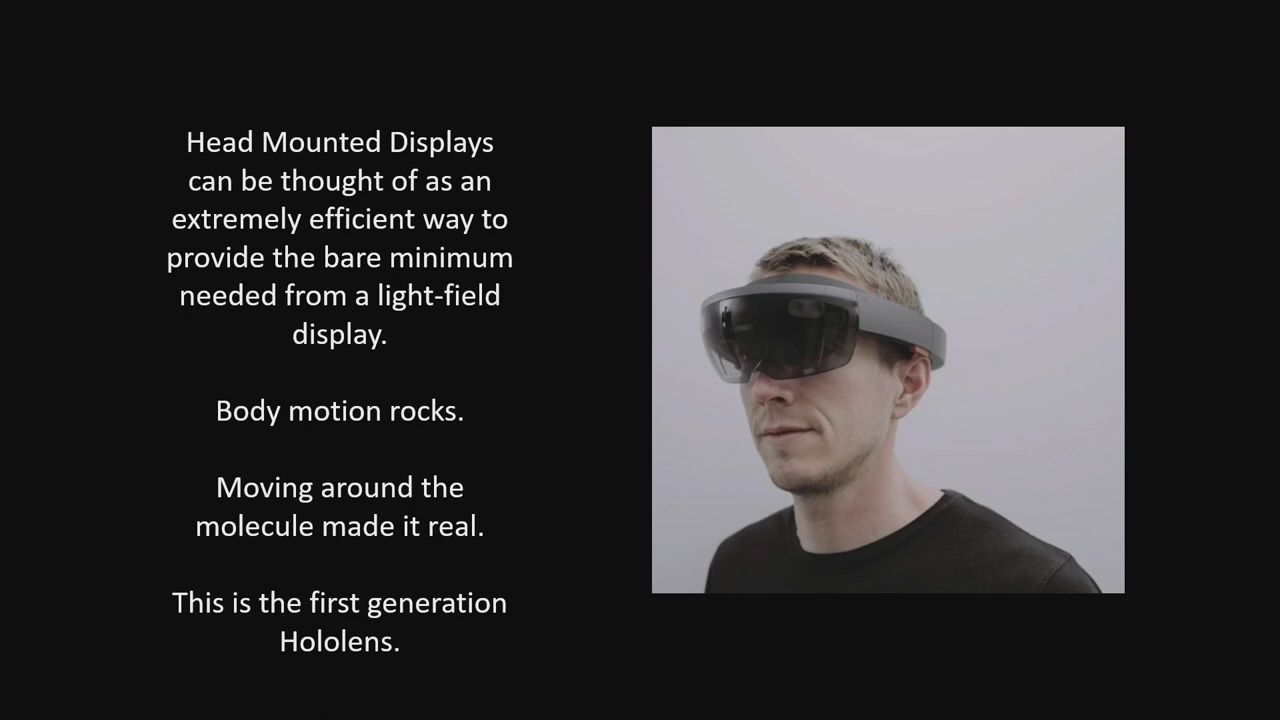 Head Mounted Displays
can be thought of as an
extremely efficient way to
provide the bare minimum
needed from a light-field
display.
Body motion rocks.
Moving around the
molecule made it real.
This is the first generation
Hololens.